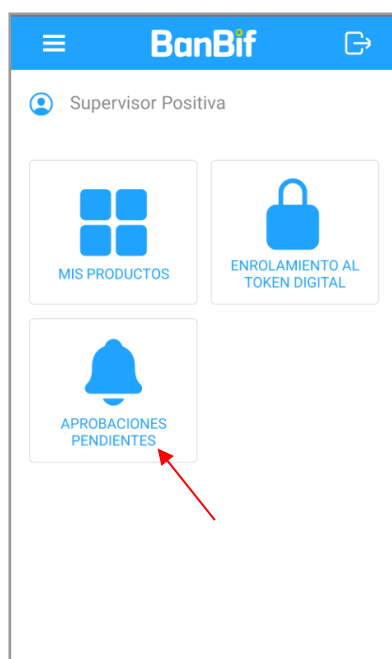 BanBif
Supervisor Positiva
MIS PRODUCTOS
ENROLAMIENTO AL
TOKEN DIGITAL
APROBACIONES
PENDIENTES